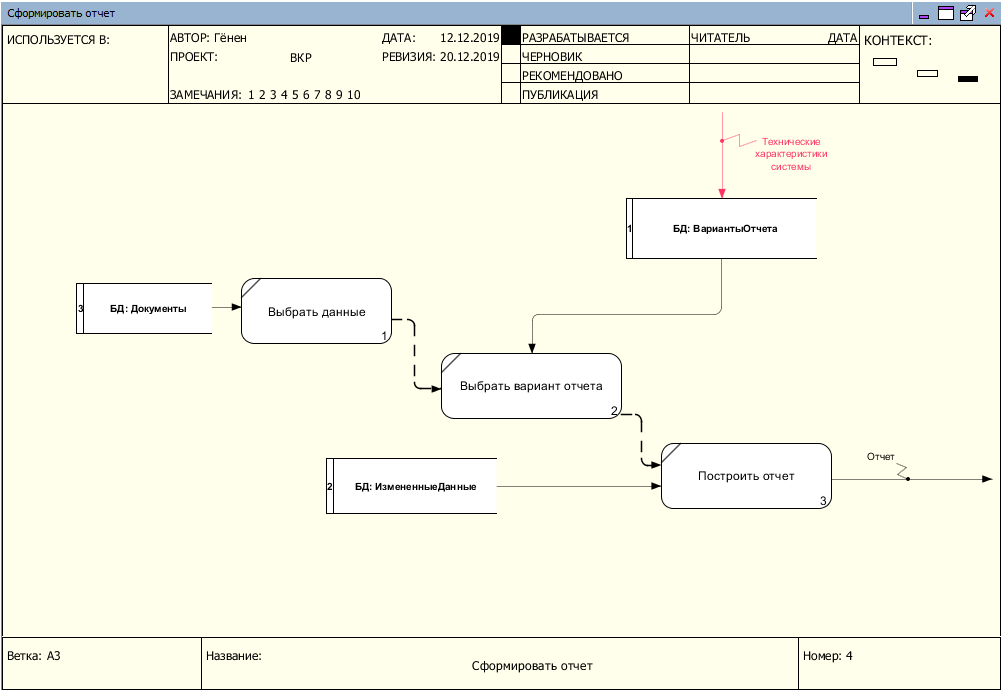 Сформировать отчет
ИСПОЛЬЗУЕТСЯ В:
АВТОР: Гёнен
ДАТА: 12.12.2019
ПРОЕКТ: ВКР
РЕВИЗИЯ: 20.12.2019
ЗАМЕЧАНИЯ: 1 2 3 4 5 6 7 8 9 10
РАЗРАБАТЫВАЕТСЯ
ЧЕРНОВИК
РЕКОМЕНДОВАНО
ПУБЛИКАЦИЯ
ЧИТАТЕЛЬ ДАТА
КОНТЕКСТ:
Технические
характеристики
системы
1 БД: ВариантыОтчета
3 БД: Документы
Выбрать данные
1
Выбрать вариант отчета
2
2 БД: ИзмененныеДанные
Построить отчет
3
Отчет
Ветка: A3
Название:
Сформировать отчет
Номер: 4